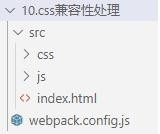 10.css兼容性处理
src
css
js
index.html
webpack.config.js